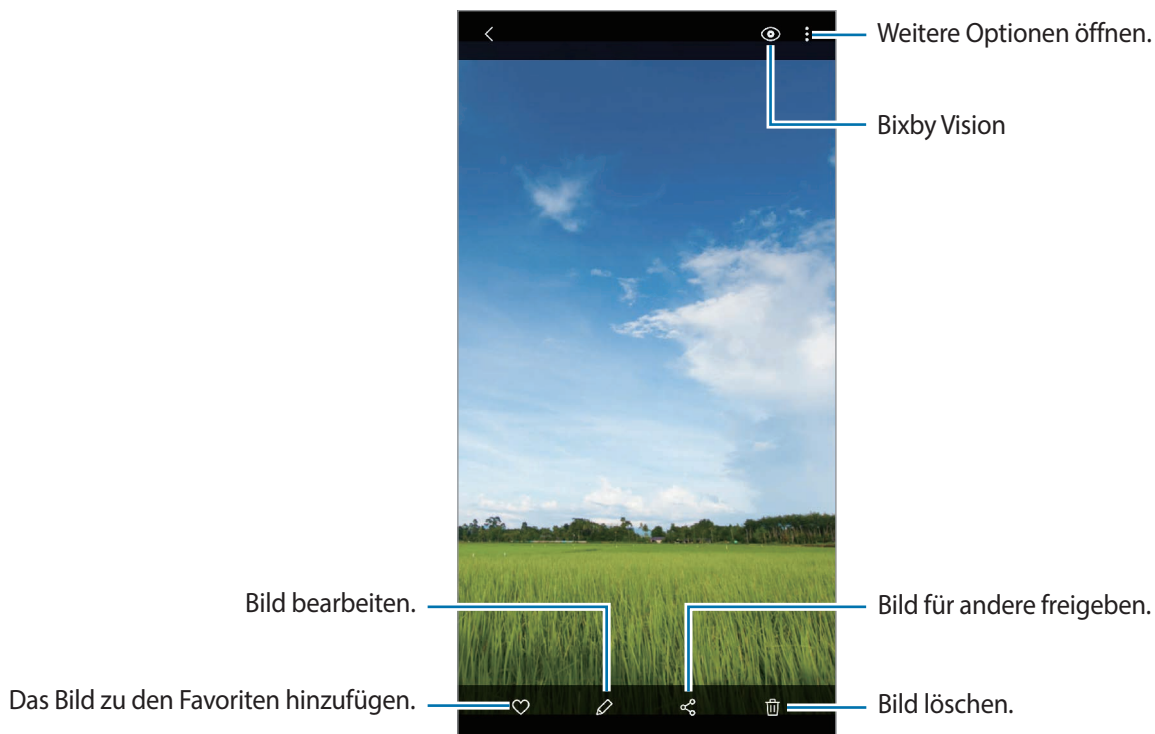 Weitere Optionen öffnen.
Bixby Vision
Bild bearbeiten.
Bild für andere freigeben.
Das Bild zu den Favoriten hinzufügen.
Bild löschen.